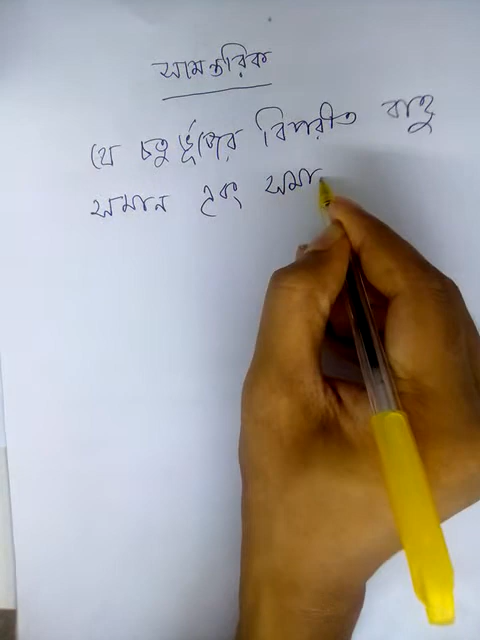 সামন্তরিক
যে চতুর্ভূজের বিপরীত বাহু
সমান এবং সমা